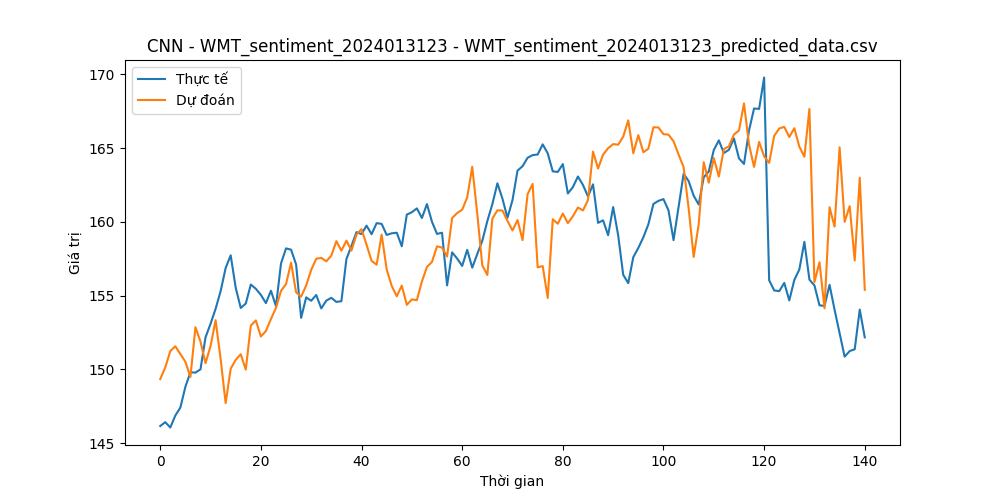 CNN - WMT_sentiment_2024013123 - WMT_sentiment_2024013123_predicted_data.csv
Thực tế
Dự đoán
Giá trị
170
165
160
155
150
145
0 20 40 60 80 100 120 140
Thời gian